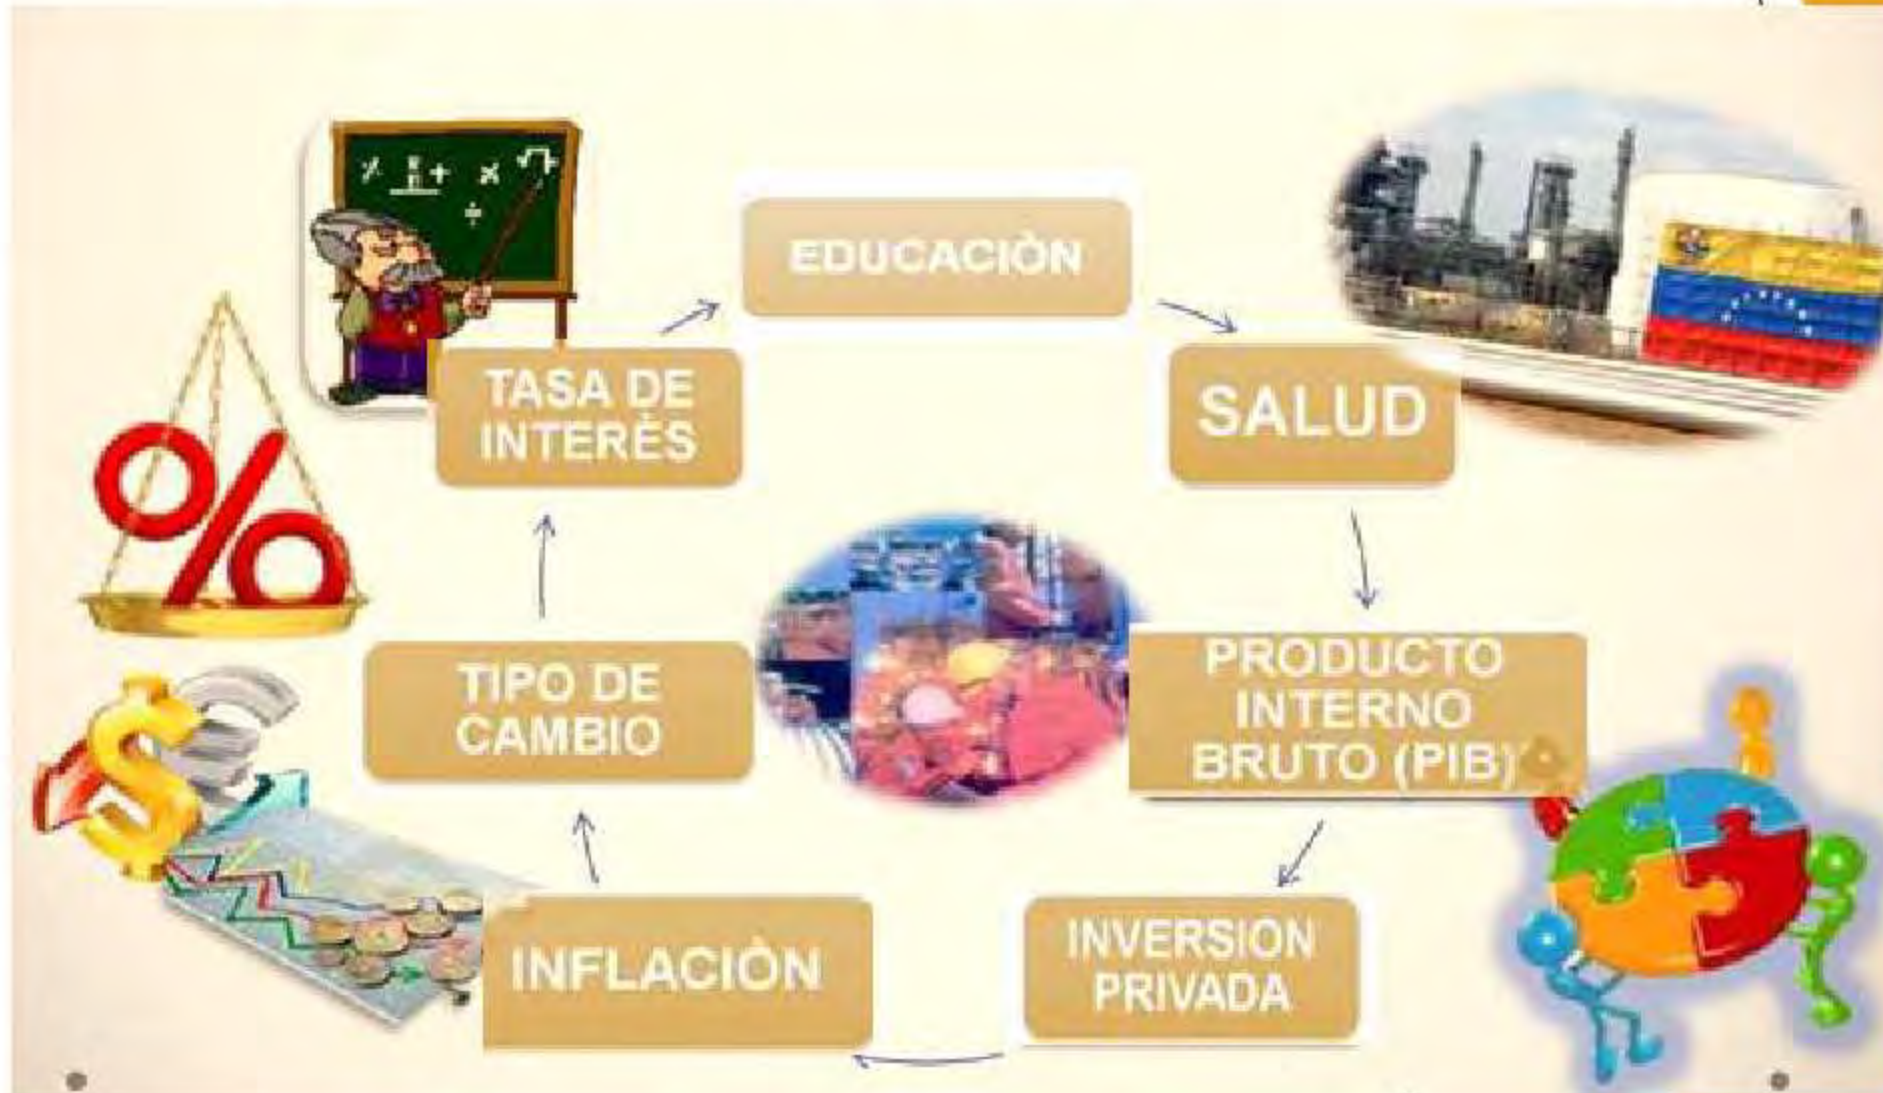 EDUCACIÒN
TASA DE
INTERÈS
SALUD
TIPO DE
CAMBIO
PRODUCTO
INTERNO
BRUTO (PIB)
INFLACIÒN
INVERSION
PRIVADA